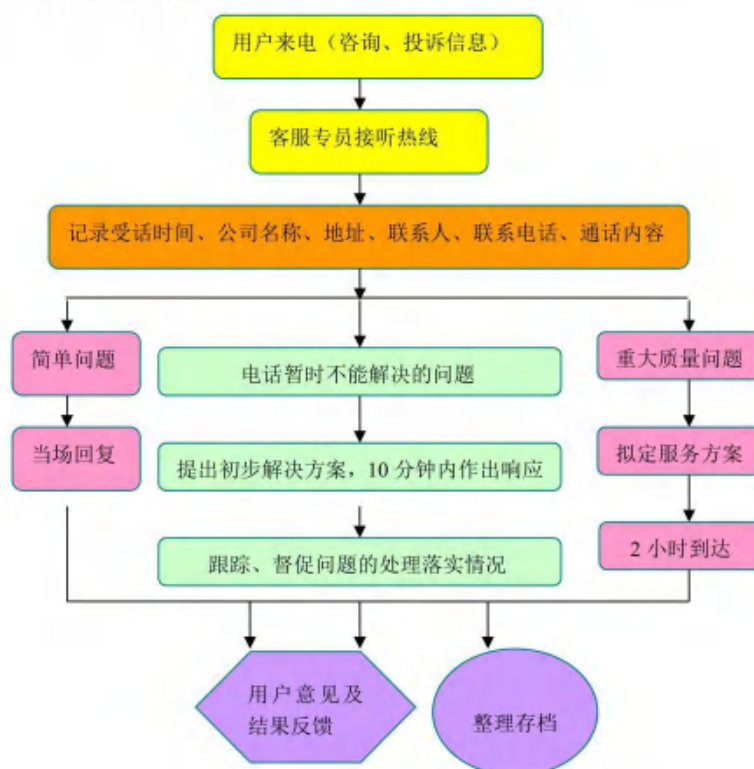 用户来电（咨询、投诉信息）
客服专员接听热线
记录受话时间、公司名称、地址、联系人、联系电话、通话内容
简单问题
电话暂时不能解决的问题
重大质量问题
当场回复
提出初步解决方案，10 分钟内作出响应
拟定服务方案
跟踪、督促问题的处理落实情况
2 小时到达
用户意见及
结果反馈
整理存档